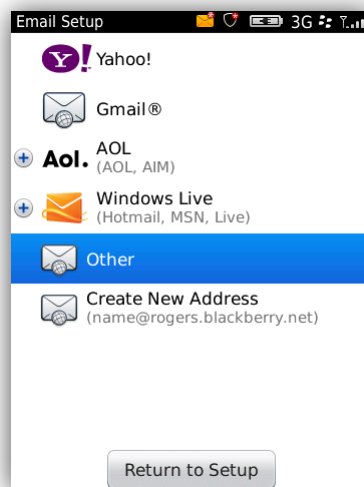 Email Setup 3G
Y! Yahoo!
Gmail®
Aol. AOL
(AOL, AIM)
Windows Live
(Hotmail, MSN, Live)
Other
Create New Address
(name@rogers.blackberry.net)
Return to Setup